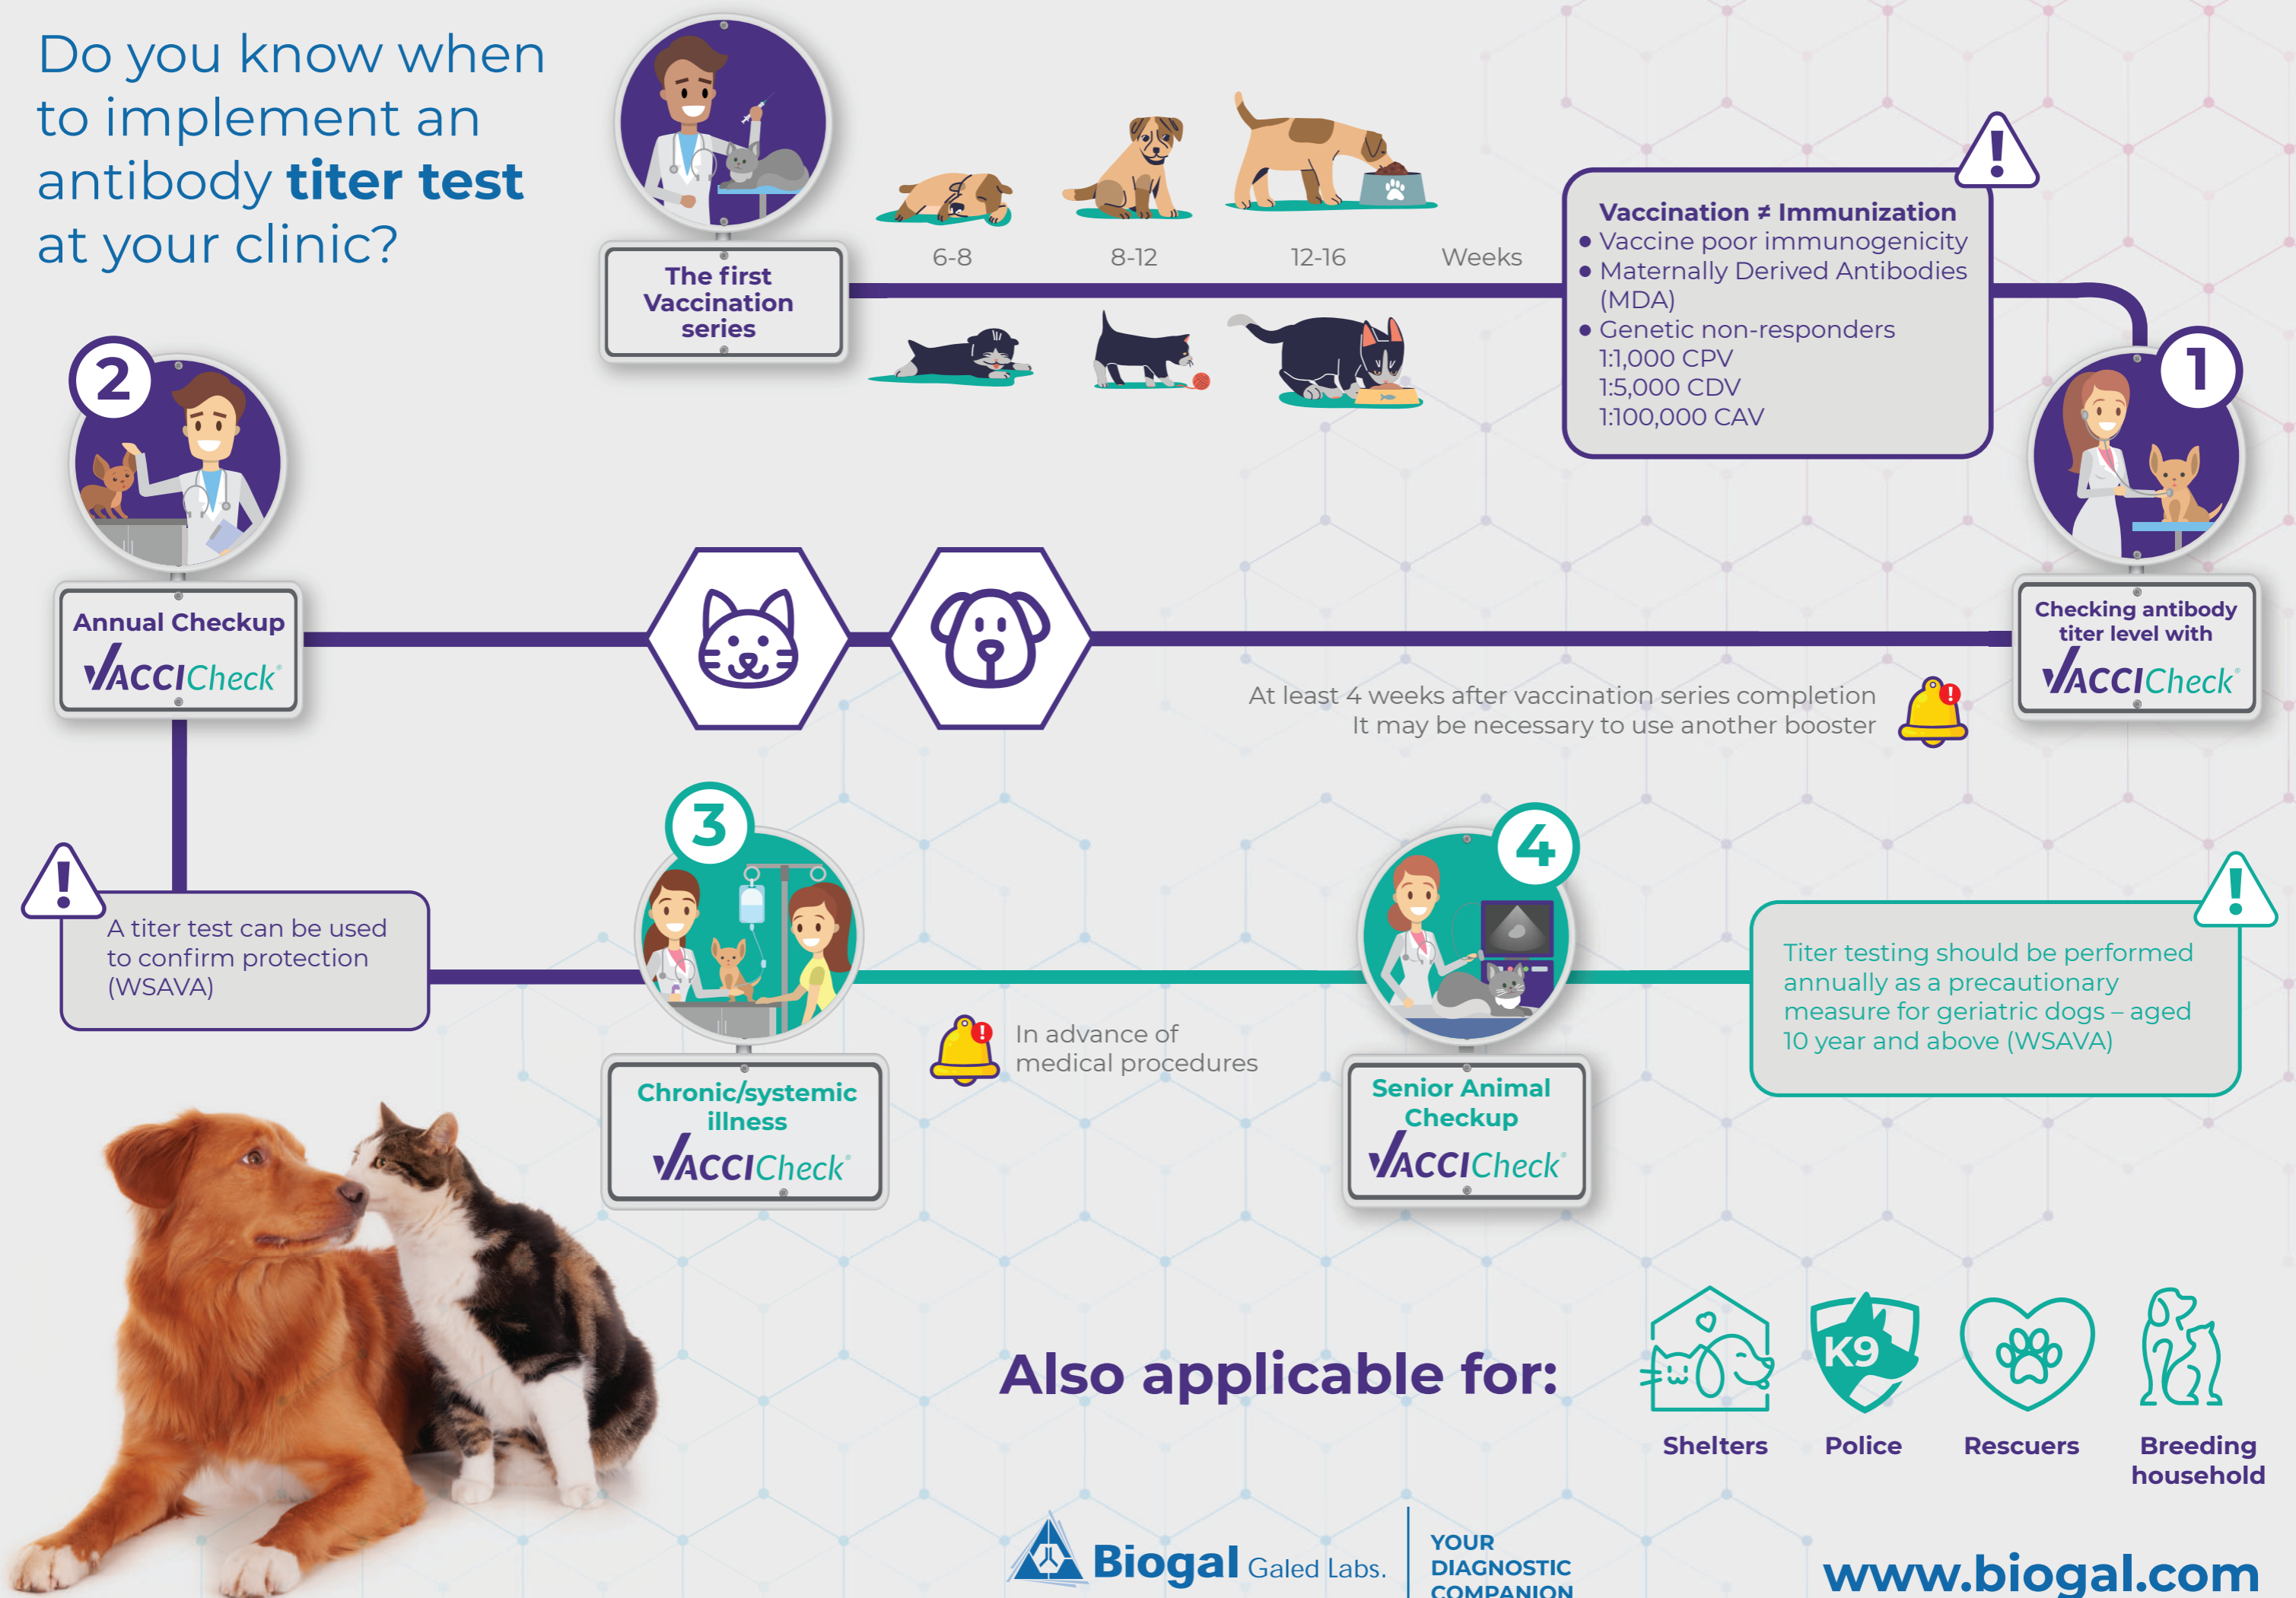 Do you know when
to implement an
antibody titer test
at your clinic?
The first
Vaccination
series
6-8
8-12
12-16
Weeks
Vaccination ≠ Immunization
● Vaccine poor immunogenicity
● Maternally Derived Antibodies
(MDA)
● Genetic non-responders
1:1,000 CPV
1:5,000 CDV
1:100,000 CAV
1
Checking antibody
titer level with
VACCICheck®
At least 4 weeks after vaccination series completion
It may be necessary to use another booster
2
Annual Checkup
VACCICheck®
A titer test can be used
to confirm protection
(WSAVA)
3
Chronic/systemic
illness
VACCICheck®
In advance of
medical procedures
4
Senior Animal
Checkup
VACCICheck®
Titer testing should be performed
annually as a precautionary
measure for geriatric dogs – aged
10 year and above (WSAVA)
Also applicable for:
K9
Shelters
Police
Rescuers
Breeding
household
Biogal Galed Labs.
YOUR
DIAGNOSTIC
COMPANION
www.biogal.com